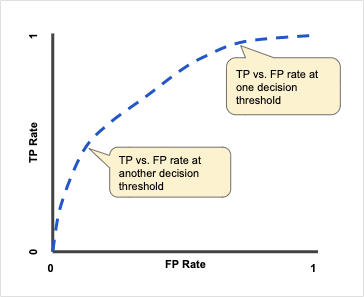 1
TP vs. FP rate at
one decision
threshold
TP Rate
TP vs. FP rate at
another decision
threshold
0
0
FP Rate
1